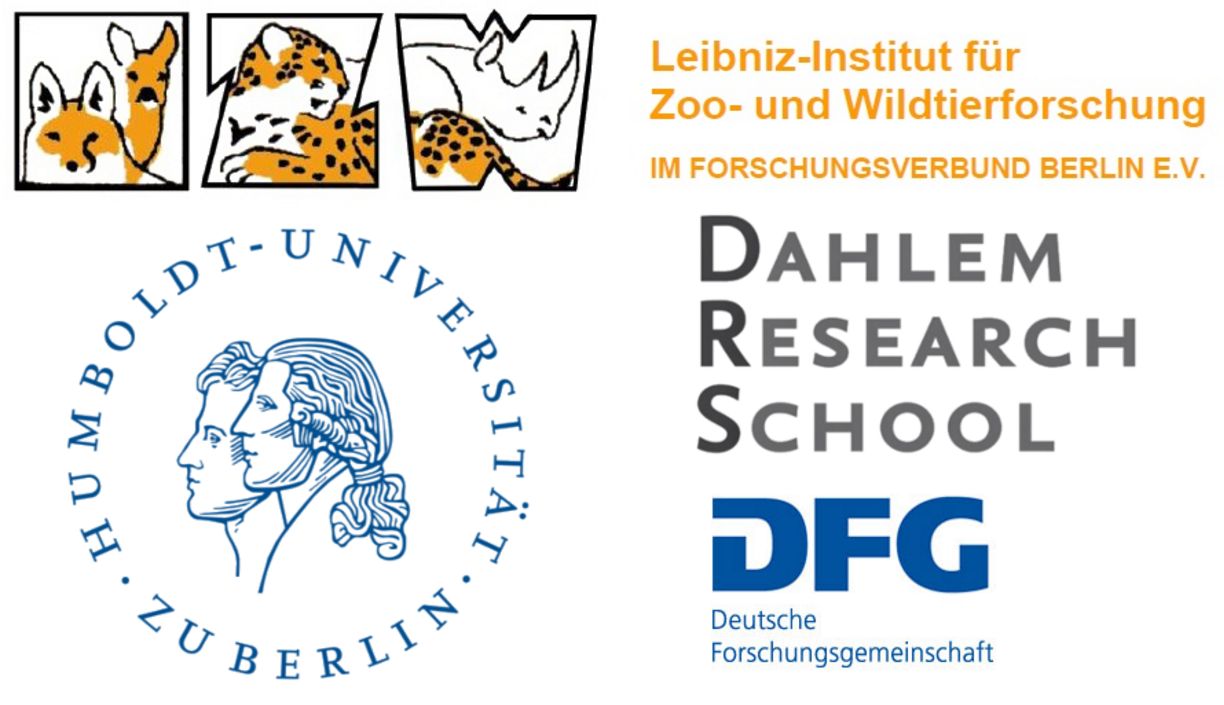 IZW
Leibniz-Institut für
Zoo- und Wildtierforschung
IM FORSCHUNGSVERBUND BERLIN E.V.
HUMBOLDT-UNIVERSITÄT
ZU BERLIN
DAHLEM
RESEARCH
SCHOOL
DFG
Deutsche
Forschungsgemeinschaft